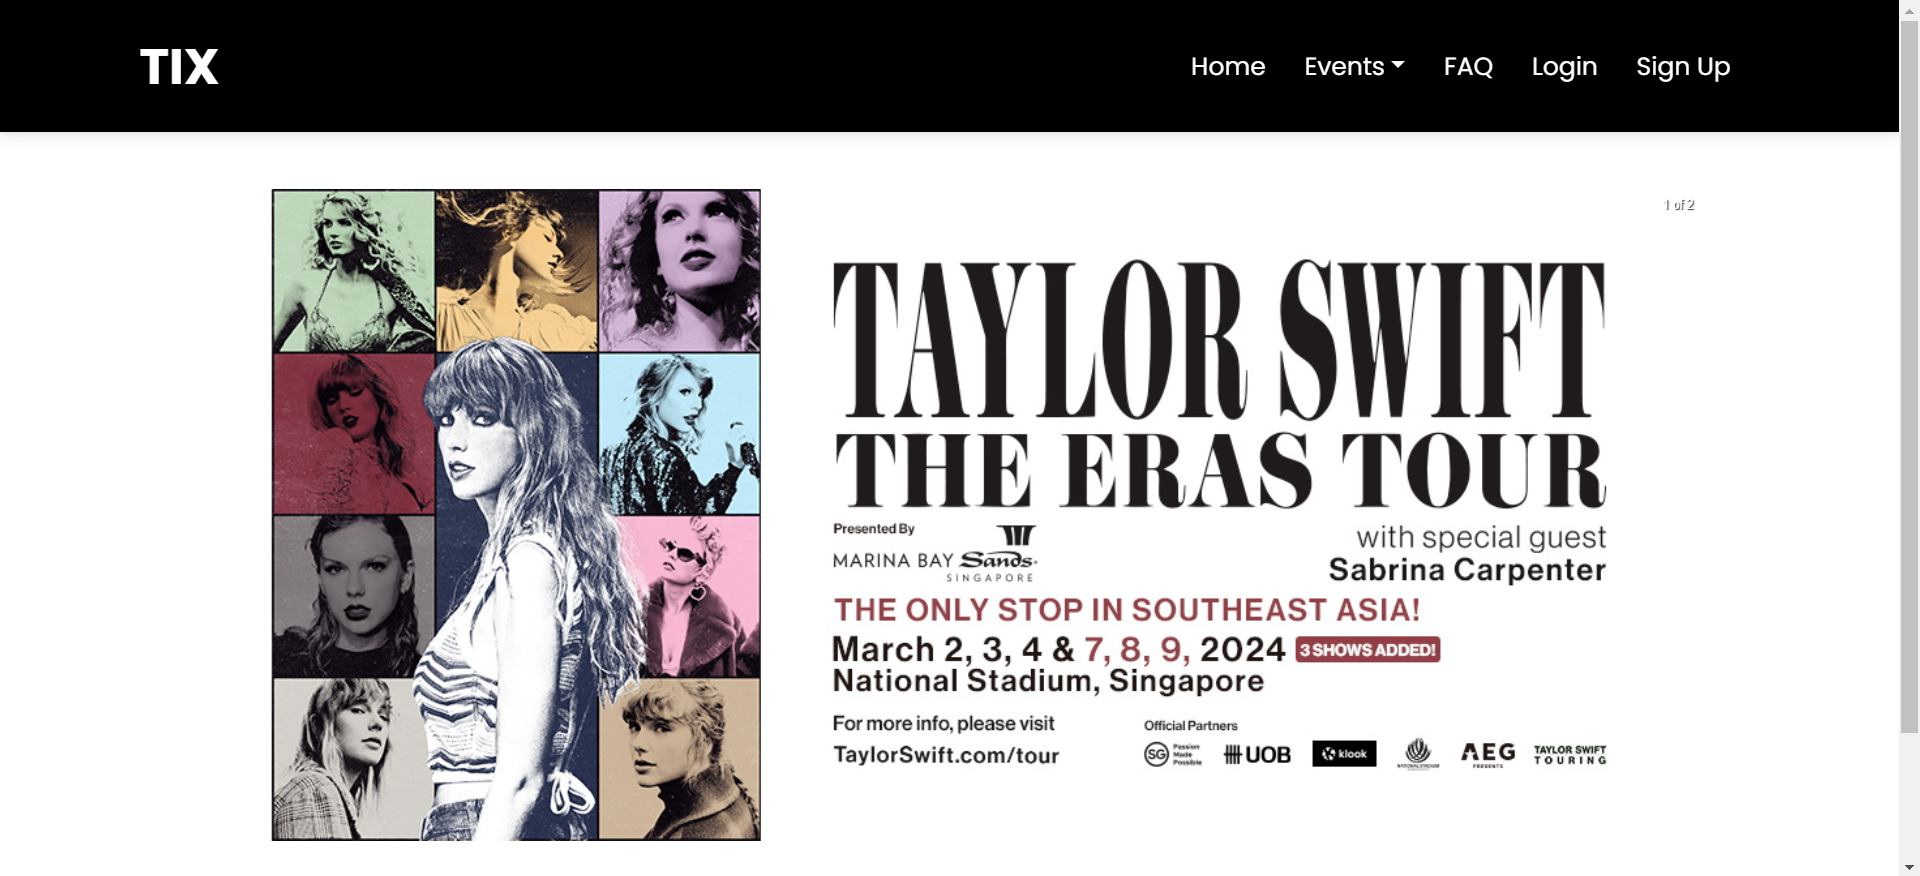 TIX
Home Events FAQ Login Sign Up
1 of 2
TAYLOR SWIFT
THE ERAS TOUR
Presented By
MARINA BAY Sands
SINGAPORE
with special guest
Sabrina Carpenter
THE ONLY STOP IN SOUTHEAST ASIA!
March 2, 3, 4 & 7, 8, 9, 2024 3 SHOWS ADDED!
National Stadium, Singapore
For more info, please visit
TaylorSwift.com/tour
Official Partners
SG Passion Made Possible
UOB
klook
NATIONAL STADIUM
AEG PRESENTS
TAYLOR SWIFT TOURING